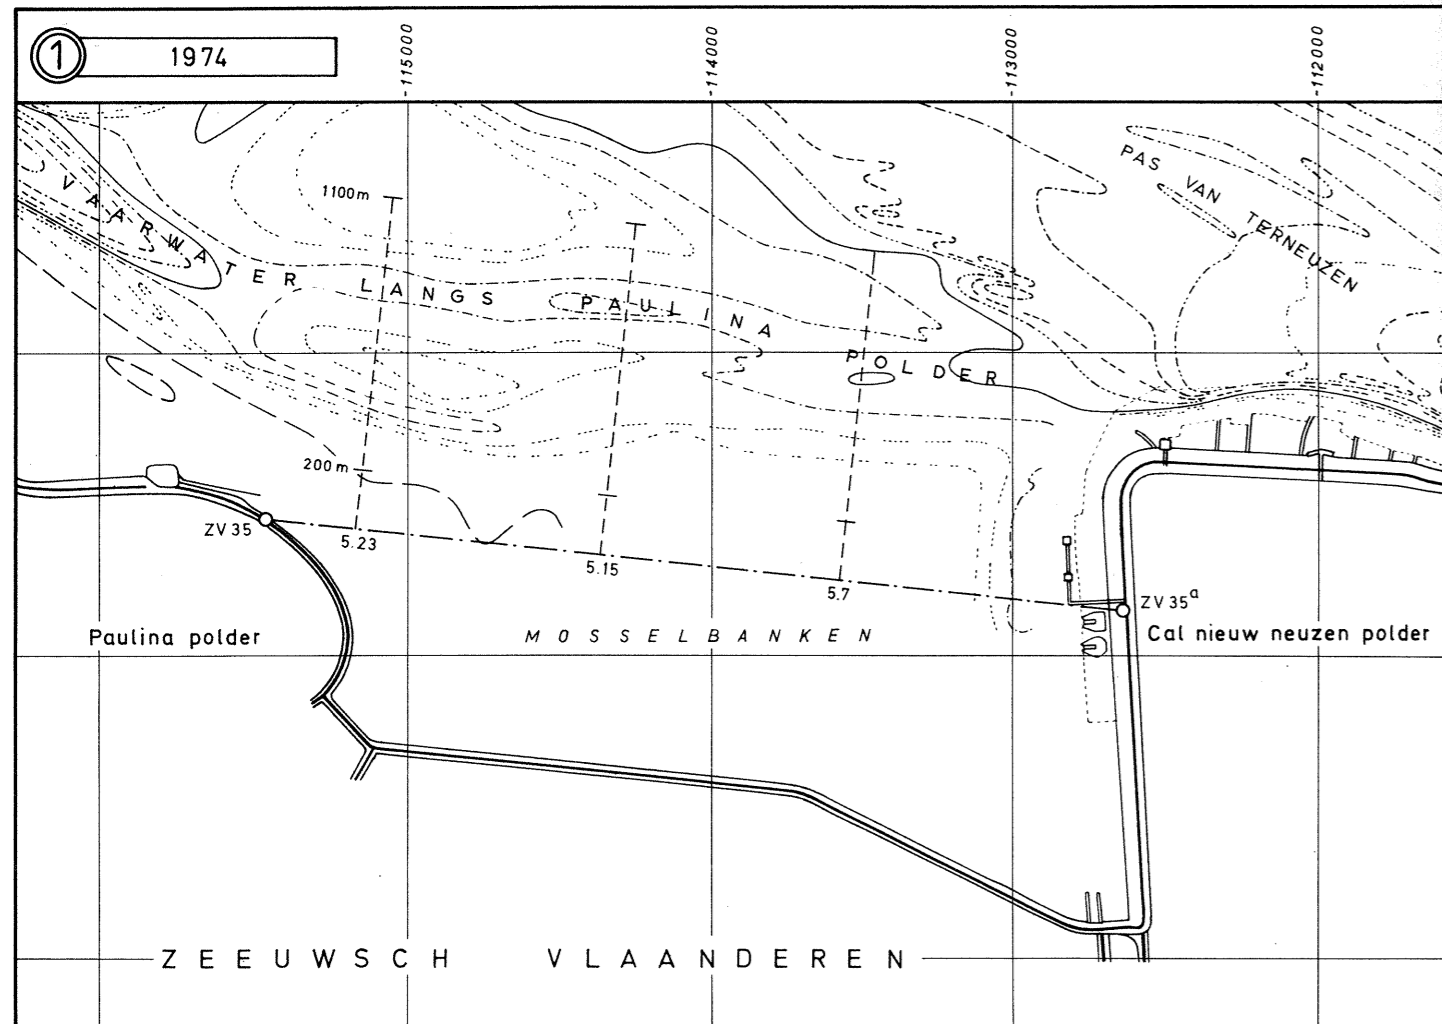 1
1974
115000
114000
113000
112000
PAS VAN TERNEUZEN
1100m
VAARWATER LANGS PAULINA POLDER
200m
ZV 35
5.23
5.15
5.7
ZV 35a
Paulina polder
MOSSELBANKEN
Cal nieuw neuzen polder
ZEEUWSCH VLAANDEREN